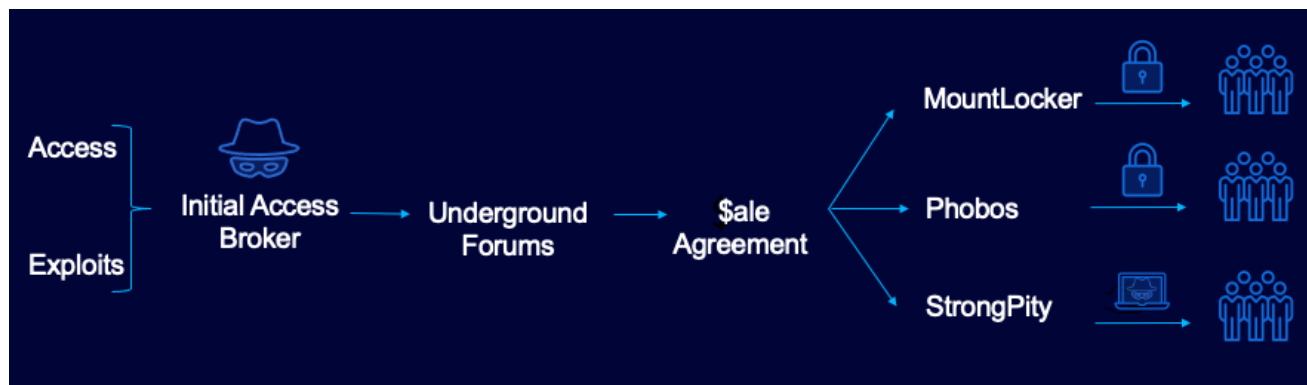 Access
Exploits
Initial Access
Broker
Underground
Forums
$ale
Agreement
MountLocker
Phobos
StrongPity